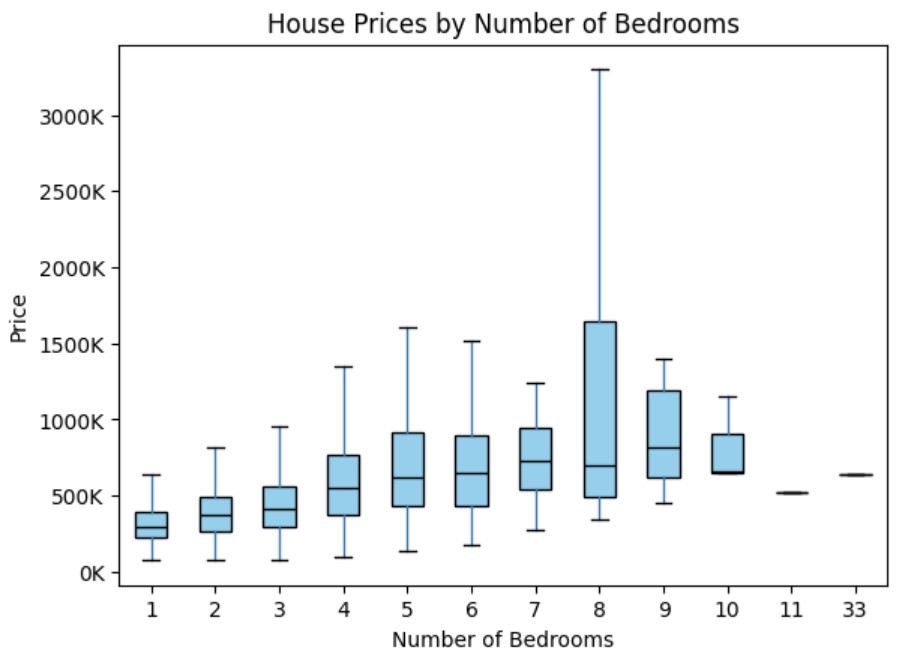 House Prices by Number of Bedrooms
3000K
2500K
2000K
1500K
1000K
500K
0K
Price
1 2 3 4 5 6 7 8 9 10 11 33
Number of Bedrooms